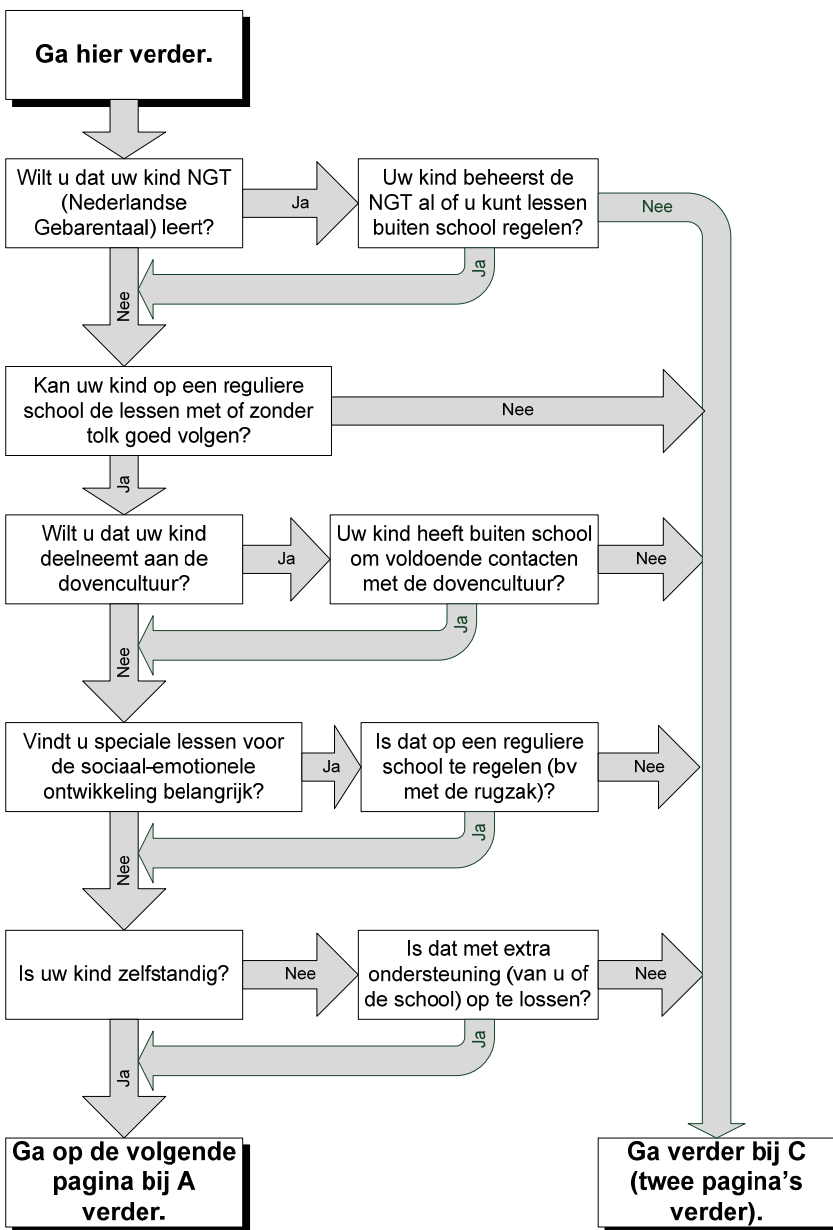 Ga hier verder.
Wilt u dat uw kind NGT
(Nederlandse
Gebarentaal) leert?
Ja
Uw kind beheerst de
NGT al of u kunt lessen
buiten school regelen?
Nee
Ja
Nee
Kan uw kind op een reguliere
school de lessen met of zonder
tolk goed volgen?
Nee
Ja
Wilt u dat uw kind
deelneemt aan de
dovencultuur?
Ja
Uw kind heeft buiten school
om voldoende contacten
met de dovencultuur?
Nee
Ja
Nee
Vindt u speciale lessen voor
de sociaal-emotionele
ontwikkeling belangrijk?
Ja
Is dat op een reguliere
school te regelen (bv
met de rugzak)?
Nee
Ja
Nee
Is uw kind zelfstandig?
Nee
Is dat met extra
ondersteuning (van u of
de school) op te lossen?
Nee
Ja
Ja
Ga op de volgende
pagina bij A
verder.
Ga verder bij C
(twee pagina's
verder).